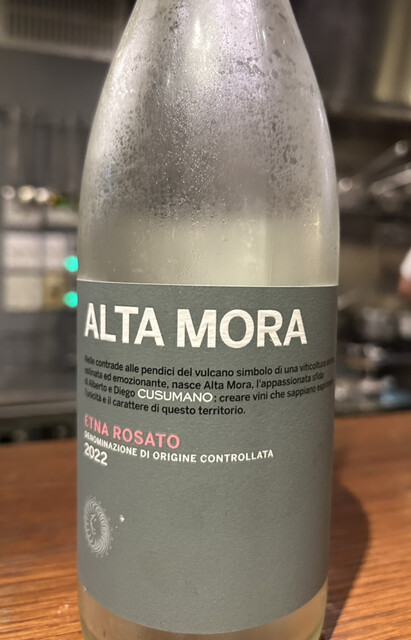 ALTA MORA
Nelle contrade alle pendici del vulcano simbolo di una viticoltura
ostinata ed emozionante, nasce Alta Mora, l'appassionata sfida
di Alberto e Diego CUSUMANO: creare vini che sappiano
l'unicità e il carattere di questo territorio.
ETNA ROSATO
DENOMINAZIONE DI ORIGINE CONTROLLATA
2022